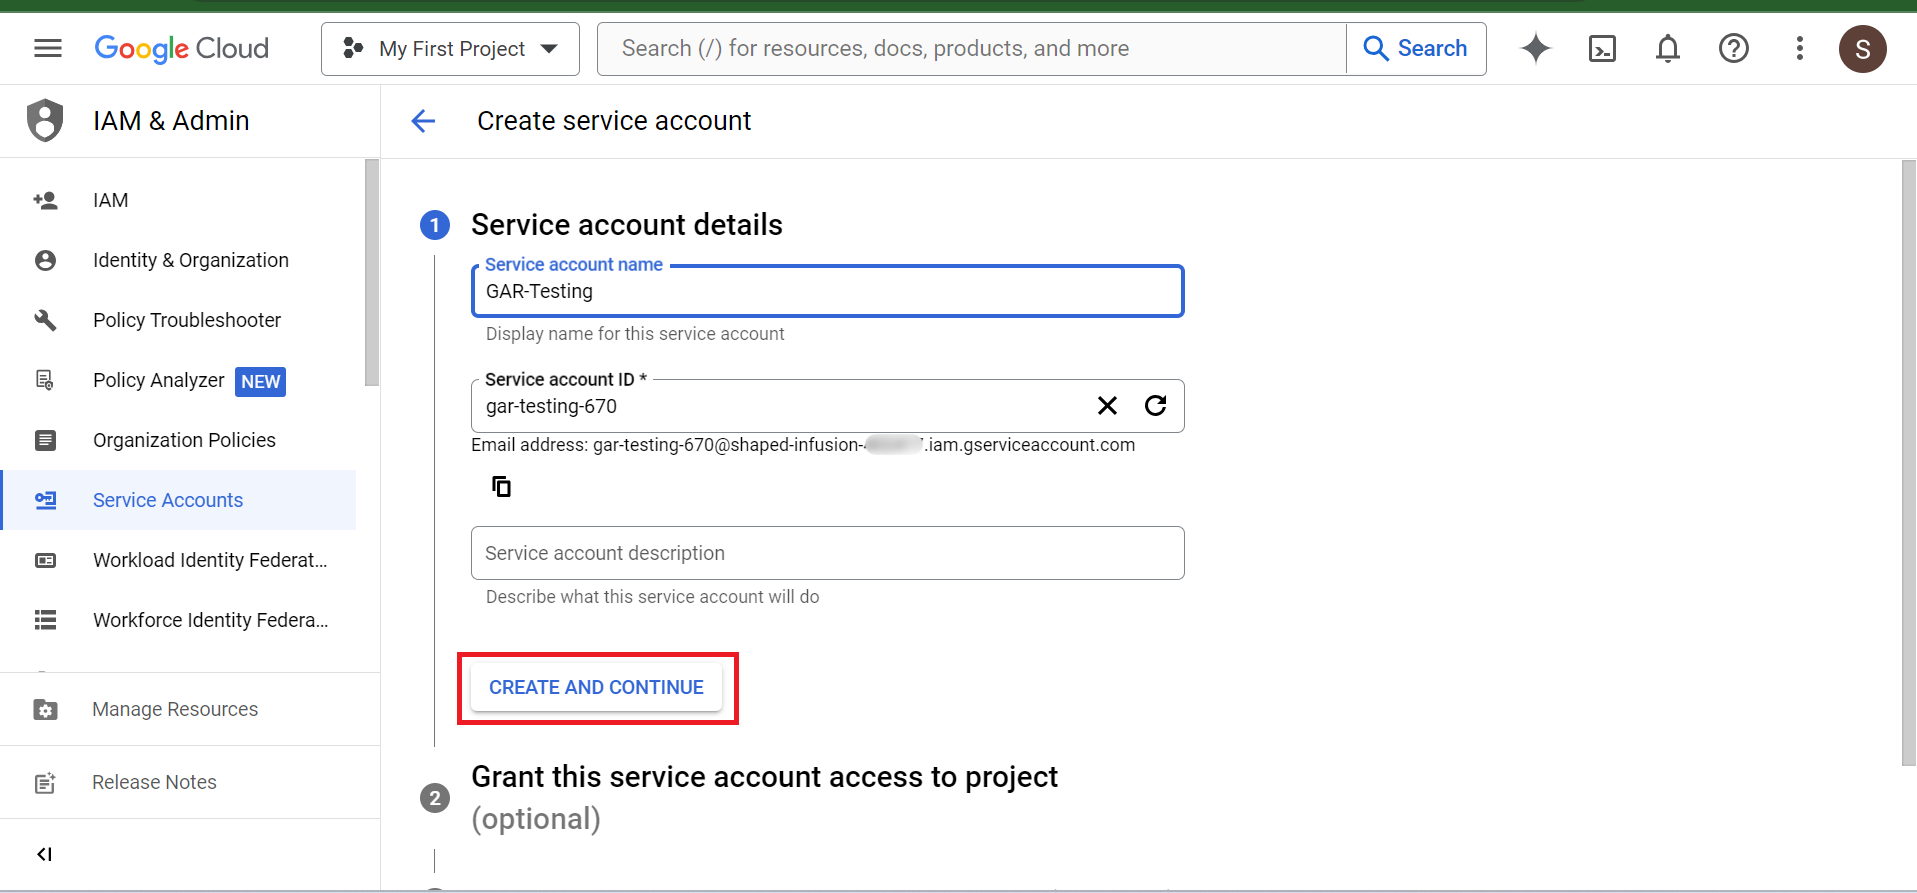 Google Cloud
My First Project
Search (/) for resources, docs, products, and more
Search
S
IAM & Admin
Create service account
IAM
Identity & Organization
Policy Troubleshooter
Policy Analyzer NEW
Organization Policies
Service Accounts
Workload Identity Federat...
Workforce Identity Federa...
Manage Resources
Release Notes
1 Service account details
Service account name
GAR-Testing
Display name for this service account
Service account ID *
gar-testing-670
Email address: gar-testing-670@shaped-infusion- .iam.gserviceaccount.com
Service account description
Describe what this service account will do
CREATE AND CONTINUE
2 Grant this service account access to project
(optional)